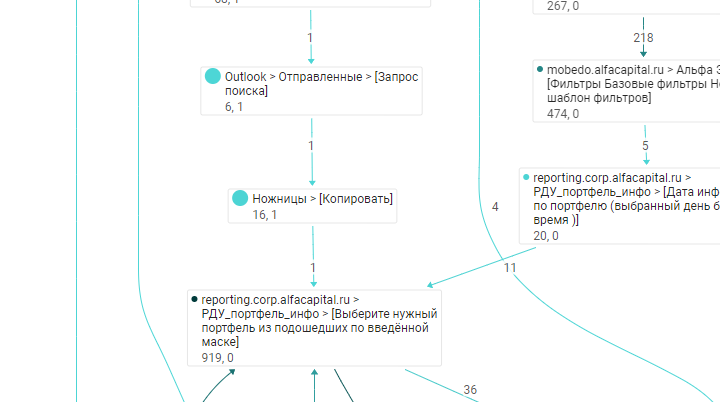 68, 1
267, 0
1
218
Outlook > Отправленные > [Запрос
поиска]
6, 1
mobedo.alfacapital.ru > Альфа
[Фильтры Базовые фильтры
шаблон фильтров]
474, 0
1
5
Ножницы > [Копировать]
16, 1
reporting.corp.alfacapital.ru >
РДУ_портфель_инфо > [Дата
по портфелю (выбранный день
время )]
20, 0
4
1
11
reporting.corp.alfacapital.ru >
РДУ_портфель_инфо > [Выберите нужный
портфель из подошедших по введённой
маске]
919, 0
36